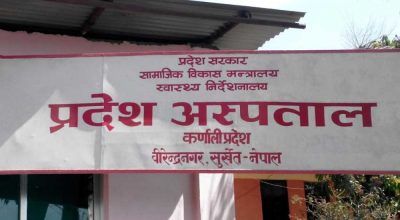 प्रदेश सरकार
सामाजिक विकास मन्त्रालय
स्वास्थ्य निर्देशनालय
प्रदेश अस्पताल
कर्णाली प्रदेश
वीरेन्द्रनगर, सुर्खेत-नेपाल